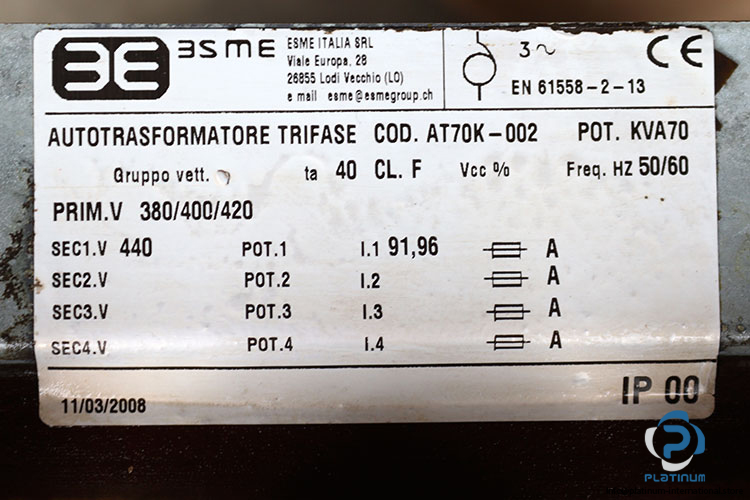 3SME
ESME ITALIA SRL
Viale Europa, 28
26855 Lodi Vecchio (LO)
e mail esme@esmegroup.ch
3~
CE
EN 61558-2-13
AUTOTRASFORMATORE TRIFASE COD. AT70K-002 POT. KVA70
Gruppo vett. ta 40 CL. F Vcc % Freq. HZ 50/60
PRIM.V 380/400/420
SEC1.V 440 POT.1 I.1 91,96 A
SEC2.V POT.2 I.2 A
SEC3.V POT.3 I.3 A
SEC4.V POT.4 I.4 A
11/03/2008 IP 00
PLATINUM